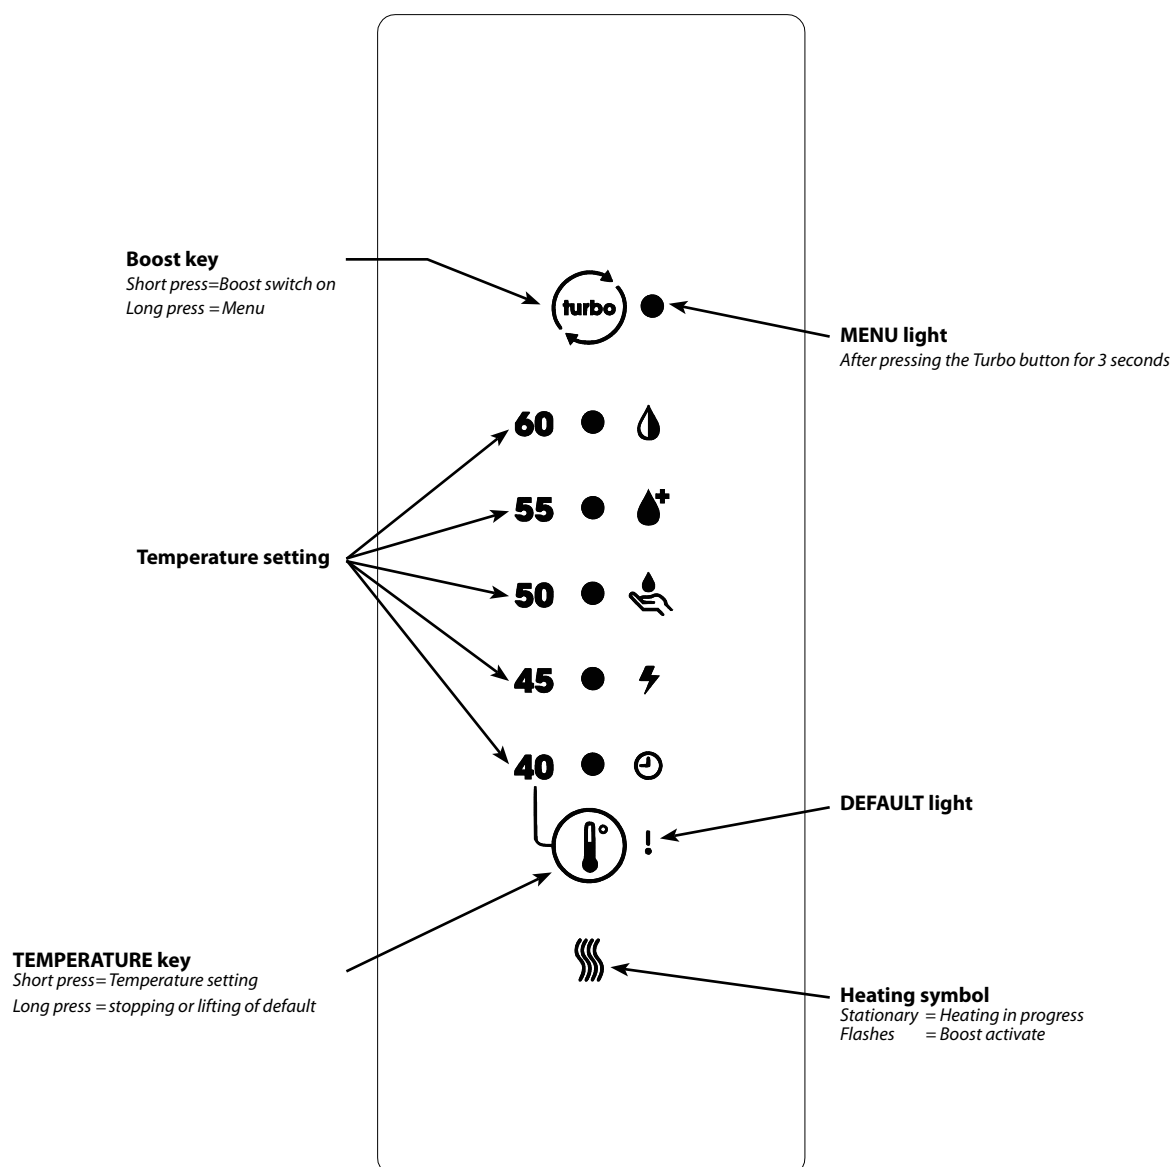 Boost key
Short press=Boost switch on
Long press = Menu
turbo
MENU light
After pressing the Turbo button for 3 seconds
60
55
Temperature setting
50
45
40
DEFAULT light
!
TEMPERATURE key
Short press= Temperature setting
Long press = stopping or lifting of default
Heating symbol
Stationary = Heating in progress
Flashes = Boost activate